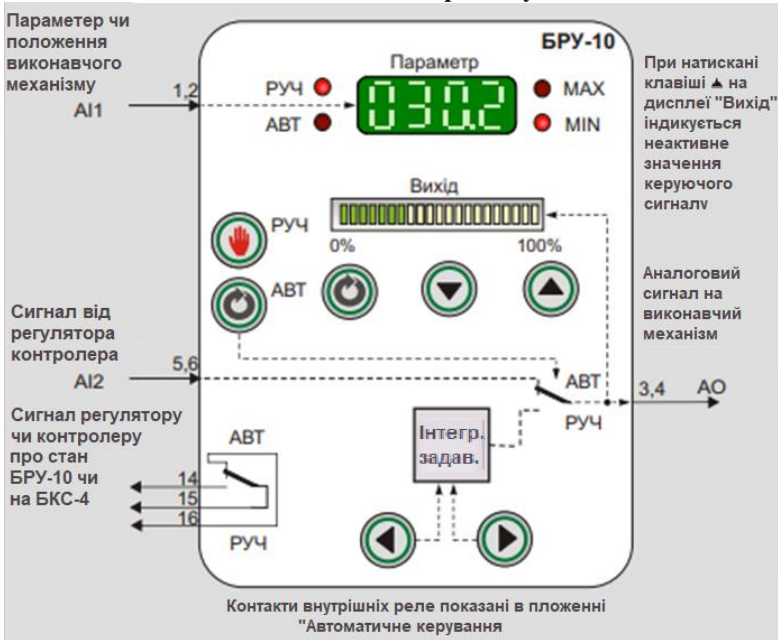 Параметр чи
положення
виконавчого
механізму
AI1
1,2
БРУ-10
Параметр
РУЧ
АВТ
030.2
MAX
MIN
При натискані
клавіші ▲ на
дисплеї "Вихід"
індикується
неактивне
значення
керуючого
сигналу
Вихід
0%
100%
РУЧ
АВТ
Аналоговий
сигнал на
виконавчий
механізм
Сигнал від
регулятора
контролера
AI2
5,6
АВТ
РУЧ
3,4
АО
Інтегр.
задав.
Сигнал регулятору
чи контролеру
про стан
БРУ-10 чи
на БКС-4
АВТ
14
15
16
РУЧ
Контакти внутрішніх реле показані в пложенні
"Автоматичне керування